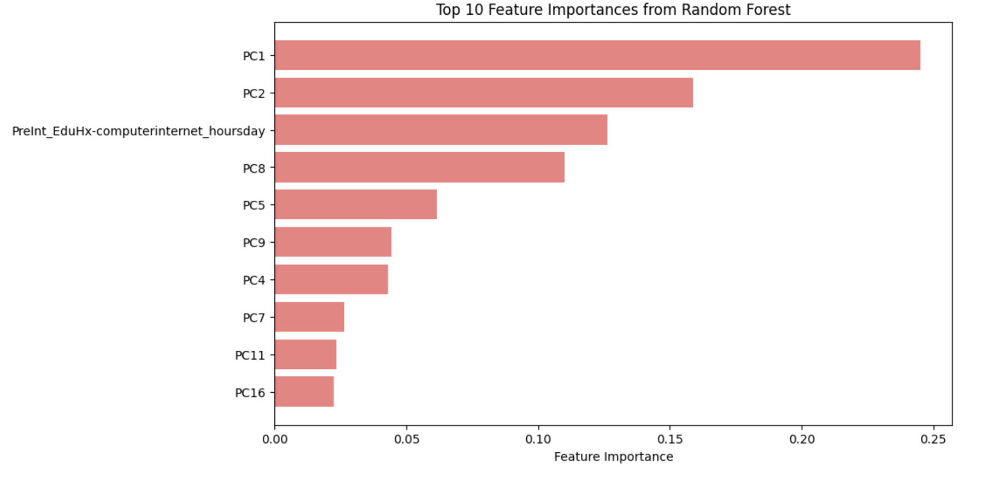 Top 10 Feature Importances from Random Forest
PC1
PC2
PreInt_EduHx-computerinternet_hoursday
PC8
PC5
PC9
PC4
PC7
PC11
PC16
0.00 0.05 0.10 0.15 0.20 0.25
Feature Importance